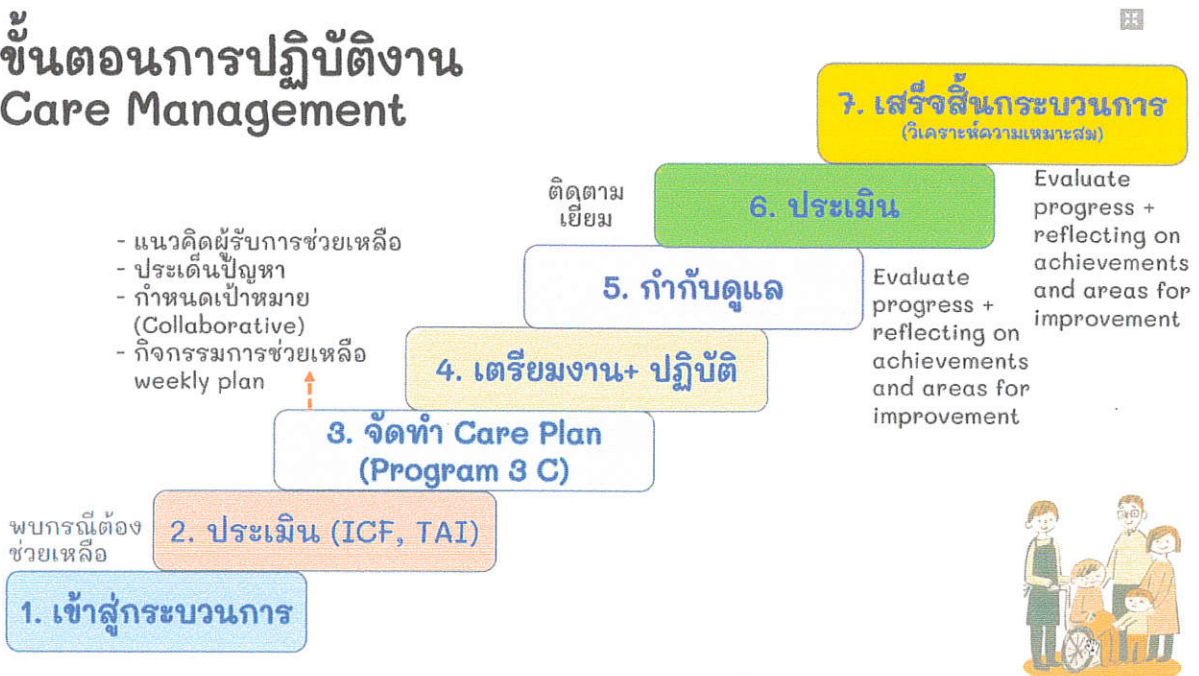 ขั้นตอนการปฏิบัติงาน
Care Management
7. เสร็จสิ้นกระบวนการ
(วิเคราะห์ความเหมาะสม)
Evaluate
progress +
reflecting on
achievements
and areas for
improvement
ติดตาม
เยี่ยม
6. ประเมิน
5. กำกับดูแล
Evaluate
progress +
reflecting on
achievements
and areas for
improvement
- แนวคิดผู้รับการช่วยเหลือ
- ประเด็นปัญหา
- กำหนดเป้าหมาย
(Collaborative)
- กิจกรรมการช่วยเหลือ
weekly plan
4. เตรียมงาน+ ปฏิบัติ
3. จัดทำ Care Plan
(Program 3 C)
พบกรณีต้อง
ช่วยเหลือ
2. ประเมิน (ICF, TAI)
1. เข้าสู่กระบวนการ